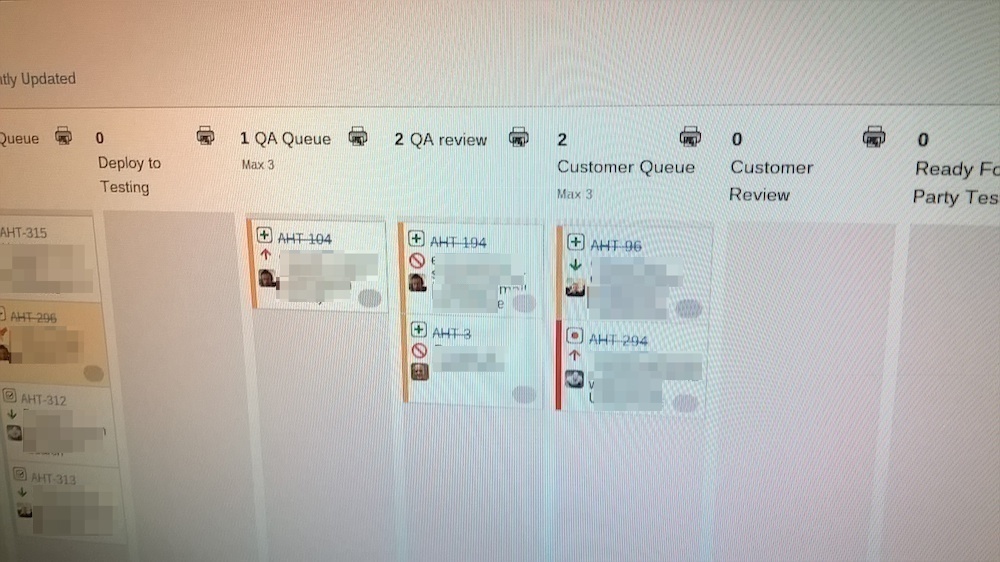 ntly Updated
Queue
0
Deploy to
Testing
1 QA Queue
Max 3
2 QA review
2
Customer Queue
Max 3
0
Customer
Review
0
Ready Fo
Party Tes
AHT-315
AHT-296
AHT-312
AHT-313
AHT-104
AHT-194
AHT-3
AHT-96
AHT-294